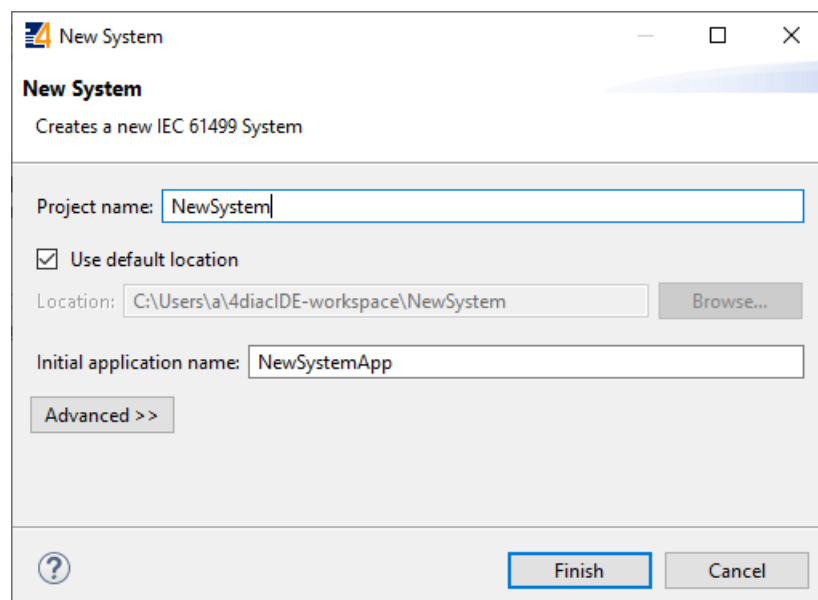 New System
New System
Creates a new IEC 61499 System
Project name: NewSystem
Use default location
Location: C:\Users\a\4diacIDE-workspace\NewSystem Browse...
Initial application name: NewSystemApp
Advanced >>
Finish Cancel